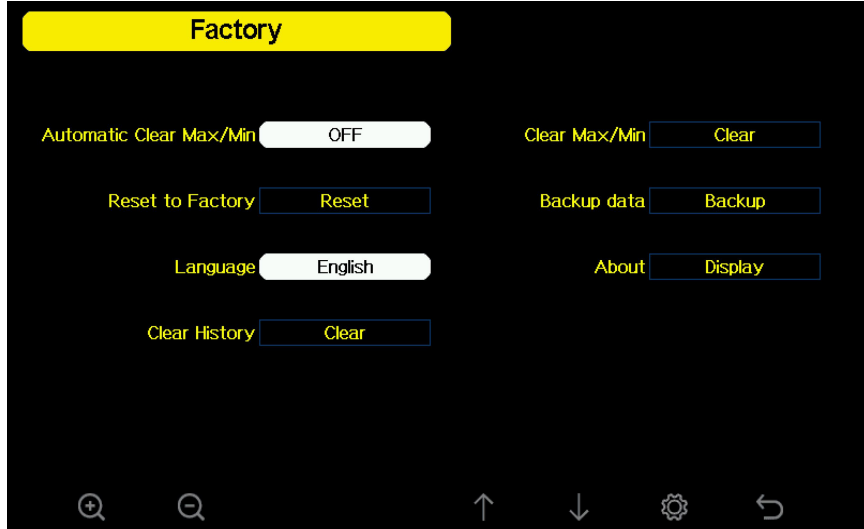 Factory
Automatic Clear Max/Min OFF Clear Max/Min Clear
Reset to Factory Reset Backup data Backup
Language English About Display
Clear History Clear